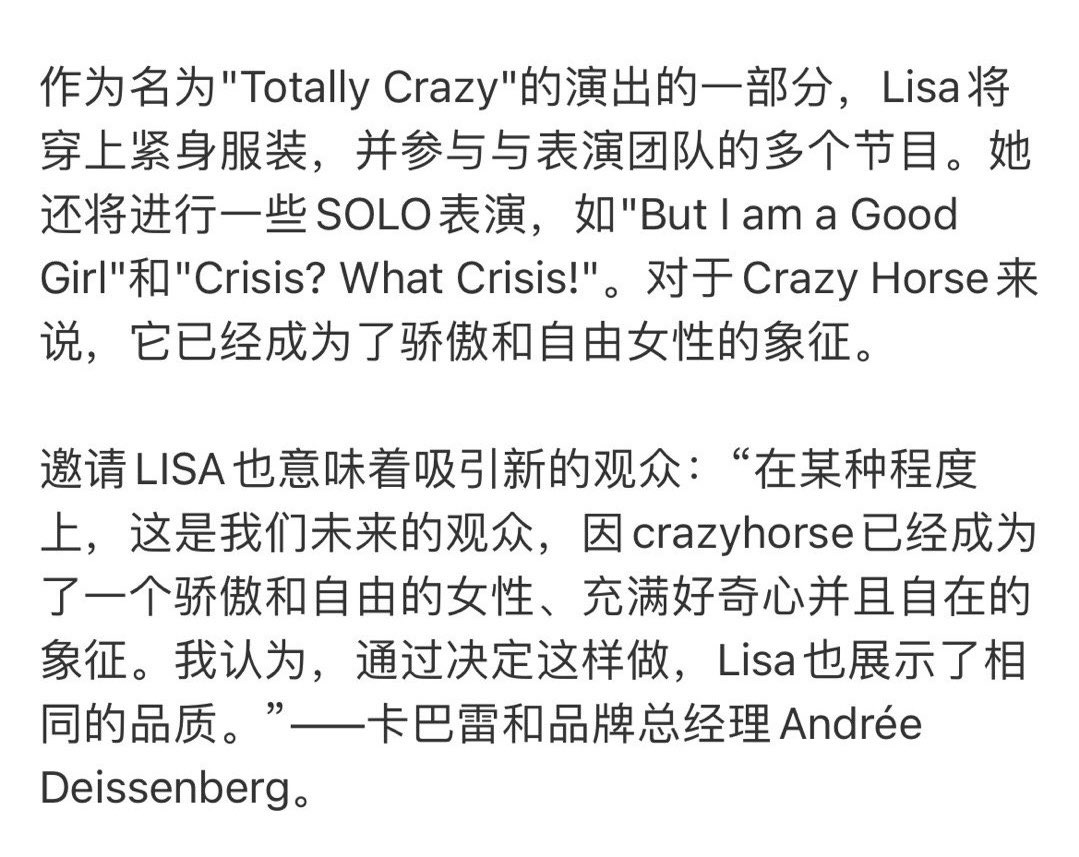 作为名为"Totally Crazy"的演出的一部分，Lisa将
穿上紧身服装，并参与与表演团队的多个节目。她
还将进行一些SOLO表演，如"But I am a Good
Girl"和"Crisis? What Crisis!"。对于Crazy Horse来
说，它已经成为了骄傲和自由女性的象征。
邀请LISA也意味着吸引新的观众：“在某种程度
上，这是我们未来的观众，因crazyhorse已经成为
了一个骄傲和自由的女性、充满好奇心并且自在的
象征。我认为，通过决定这样做，Lisa也展示了相
同的品质。”——卡巴雷和品牌总经理Andrée
Deissenberg。